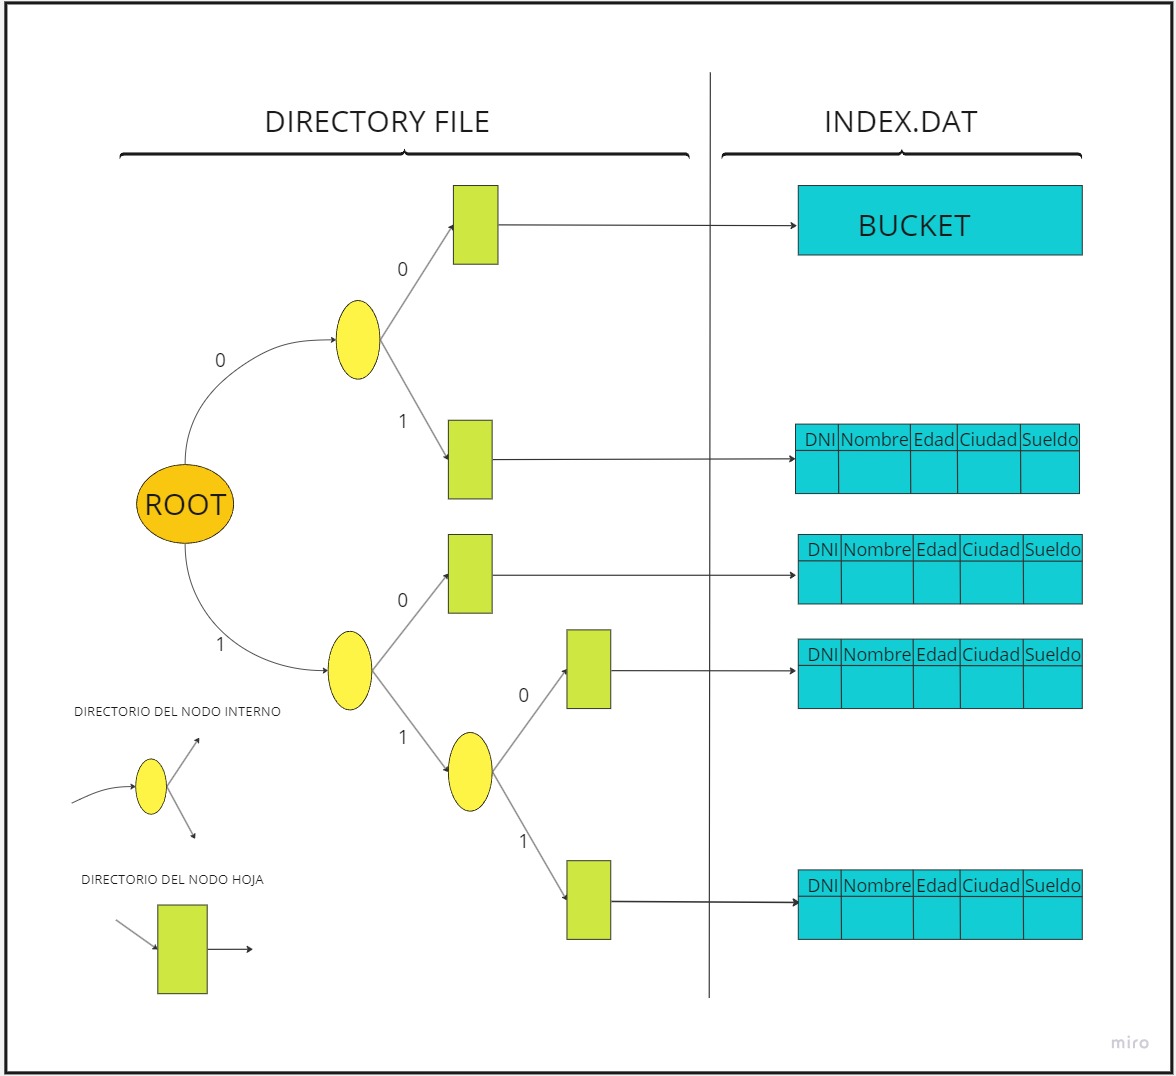 DIRECTORY FILE
INDEX.DAT
0
BUCKET
0
1
DNI Nombre Edad Ciudad Sueldo
ROOT
DNI Nombre Edad Ciudad Sueldo
0
1
DNI Nombre Edad Ciudad Sueldo
0
1
DIRECTORIO DEL NODO INTERNO
1
DIRECTORIO DEL NODO HOJA
DNI Nombre Edad Ciudad Sueldo
miro